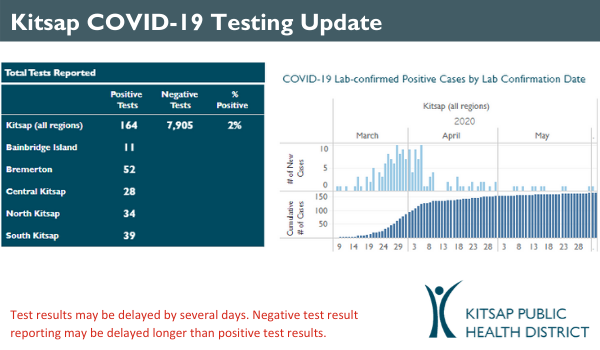 Kitsap COVID-19 Testing Update
Total Tests Reported
Positive Tests Negative Tests % Positive
Kitsap (all regions) 164 7,905 2%
Bainbridge Island 11
Bremerton 52
Central Kitsap 28
North Kitsap 34
South Kitsap 39
COVID-19 Lab-confirmed Positive Cases by Lab Confirmation Date
Kitsap (all regions)
2020
March April May
# of New Cases
10
5
0
Cumulative # of Cases
150
100
50
9 14 19 24 29 3 8 13 18 23 28 3 8 13 18 23 28
Test results may be delayed by several days. Negative test result
reporting may be delayed longer than positive test results.
KITSAP PUBLIC
HEALTH DISTRICT